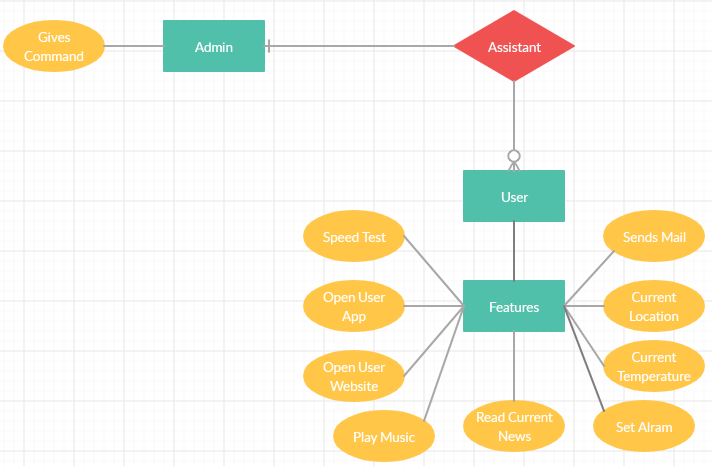 Gives
Command
Admin
Assistant
User
Speed Test
Sends Mail
Open User
App
Features
Current
Location
Open User
Website
Current
Temperature
Play Music
Read Current
News
Set Alram